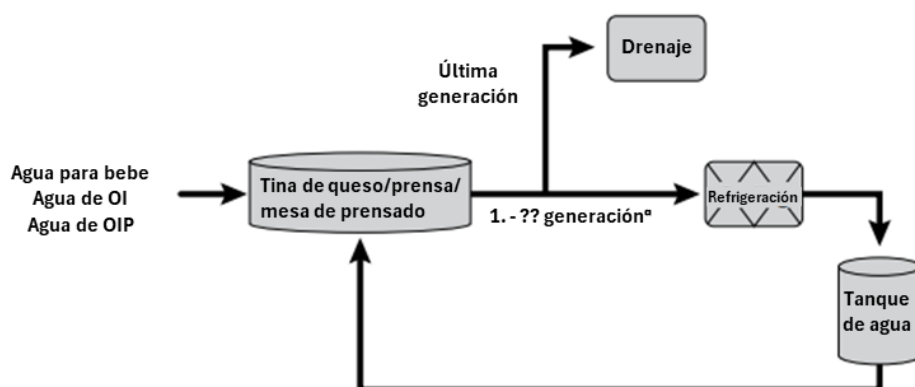 Drenaje
Última
generación
Agua para bebe
Agua de OI
Agua de OIP
Tina de queso/prensa/
mesa de prensado
1. - ?? generaciónª
Refrigeración
Tanque
de agua